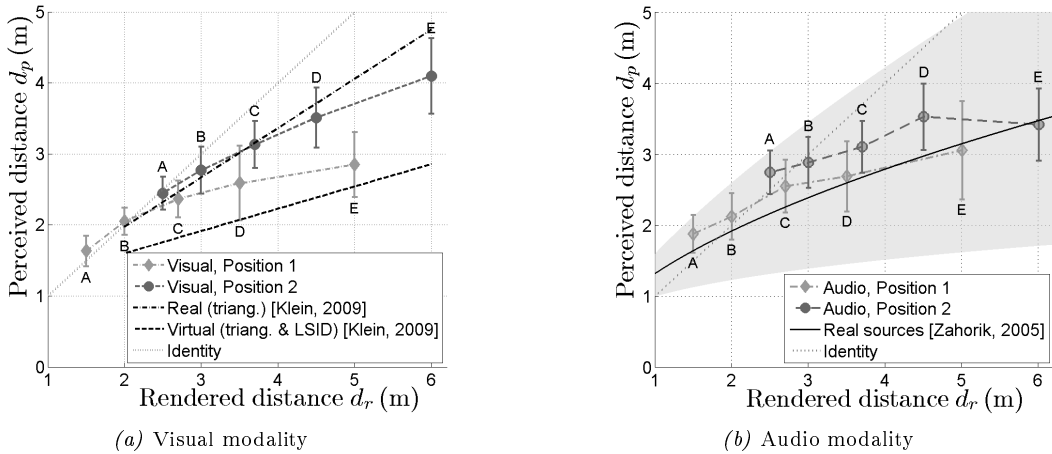 5
4
3
2
1
0
Perceived distance d_p (m)
A
B
C
D
E
A
B
C
D
E
Visual, Position 1
Visual, Position 2
Real (triang.) [Klein, 2009]
Virtual (triang. & LSID) [Klein, 2009]
Identity
1 2 3 4 5 6
Rendered distance d_r (m)
(a) Visual modality
5
4
3
2
1
0
Perceived distance d_p (m)
A
B
C
D
E
A
B
C
D
E
Audio, Position 1
Audio, Position 2
Real sources [Zahorik, 2005]
Identity
1 2 3 4 5 6
Rendered distance d_r (m)
(b) Audio modality